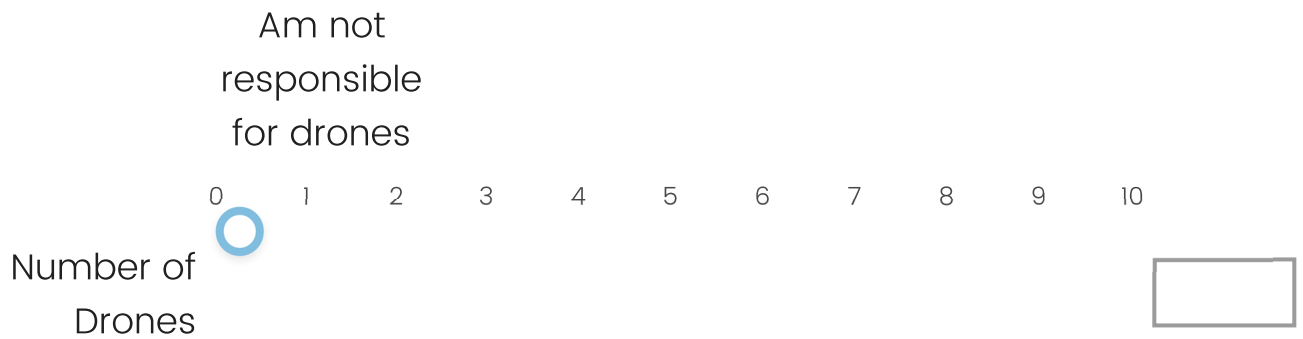 Am not
responsible
for drones
0 1 2 3 4 5 6 7 8 9 10
Number of
Drones